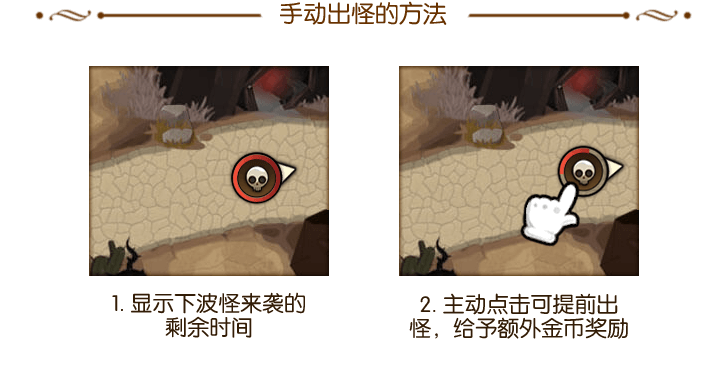 手动出怪的方法
1. 显示下波怪来袭的
剩余时间
2. 主动点击可提前出
怪，给予额外金币奖励